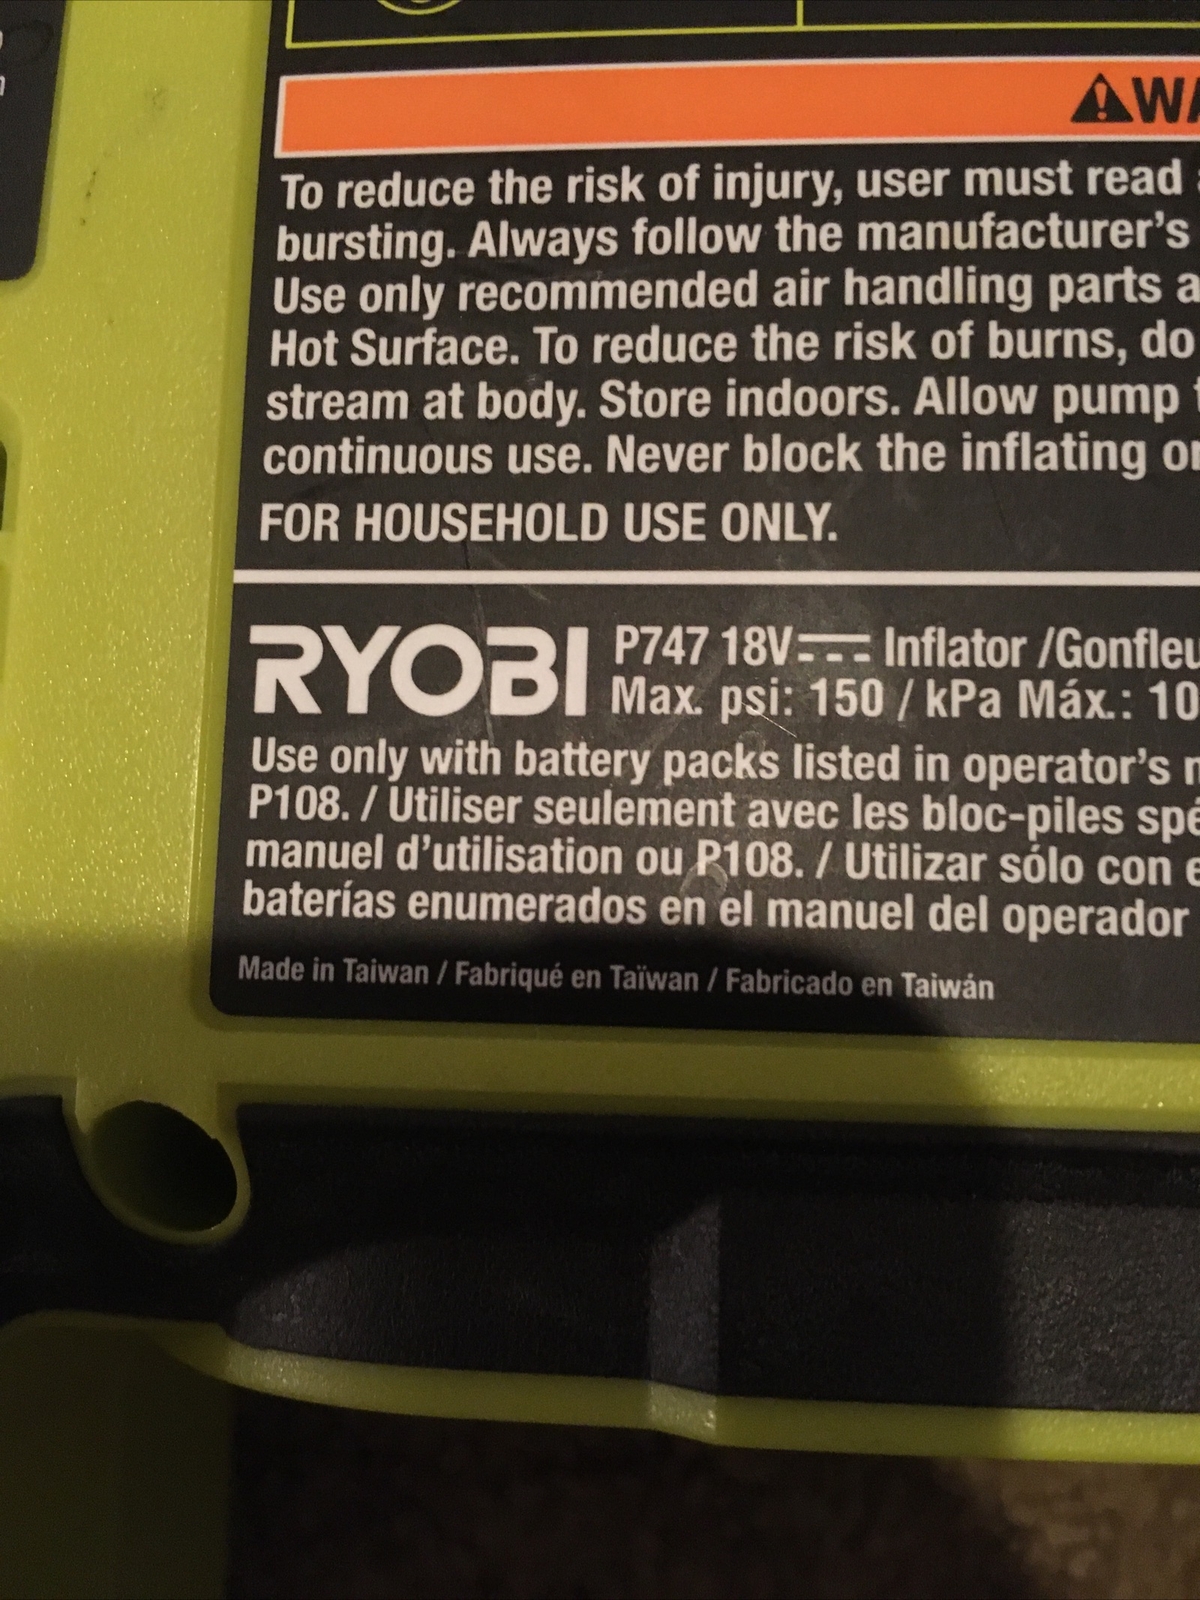 WA
To reduce the risk of injury, user must read
bursting. Always follow the manufacturer's
Use only recommended air handling parts a
Hot Surface. To reduce the risk of burns, do
stream at body. Store indoors. Allow pump
continuous use. Never block the inflating or
FOR HOUSEHOLD USE ONLY.
RYOBI P747 18V Inflator /Gonfleu
Max. psi: 150 / kPa Máx.: 10
Use only with battery packs listed in operator's m
P108. / Utiliser seulement avec les bloc-piles spé
manuel d'utilisation ou P108. / Utilizar sólo con e
baterías enumerados en el manuel del operador
Made in Taiwan / Fabriqué en Taïwan / Fabricado en Taiwán